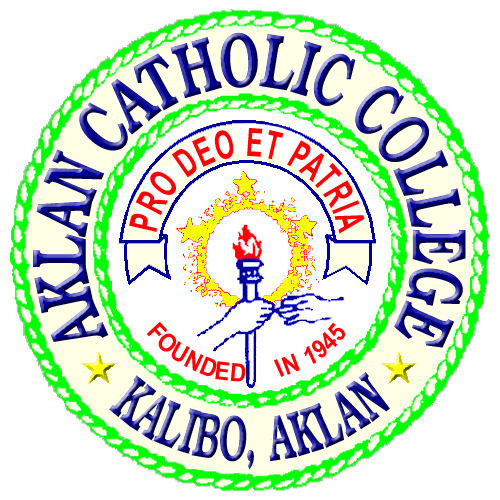 AKLAN CATHOLIC COLLEGE
PRO DEO ET PATRIA
FOUNDED IN 1945
KALIBO, AKLAN